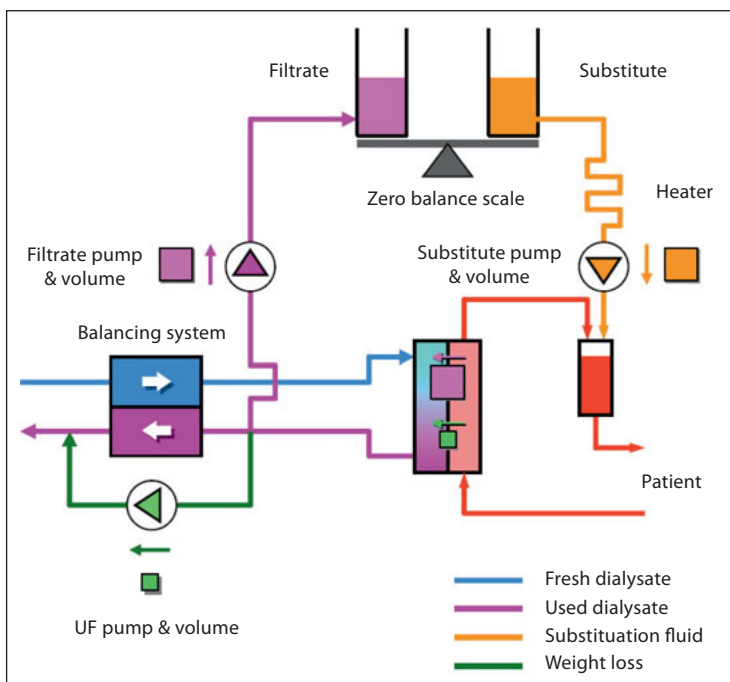 Filtrate
Substitute
Zero balance scale
Heater
Filtrate pump
& volume
Substitute pump
& volume
Balancing system
Patient
UF pump & volume
Fresh dialysate
Used dialysate
Substituation fluid
Weight loss